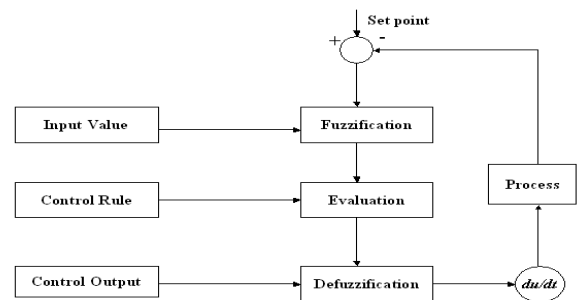 Set point
+ -
Input Value
Fuzzification
Control Rule
Evaluation
Process
Control Output
Defuzzification
du/dt